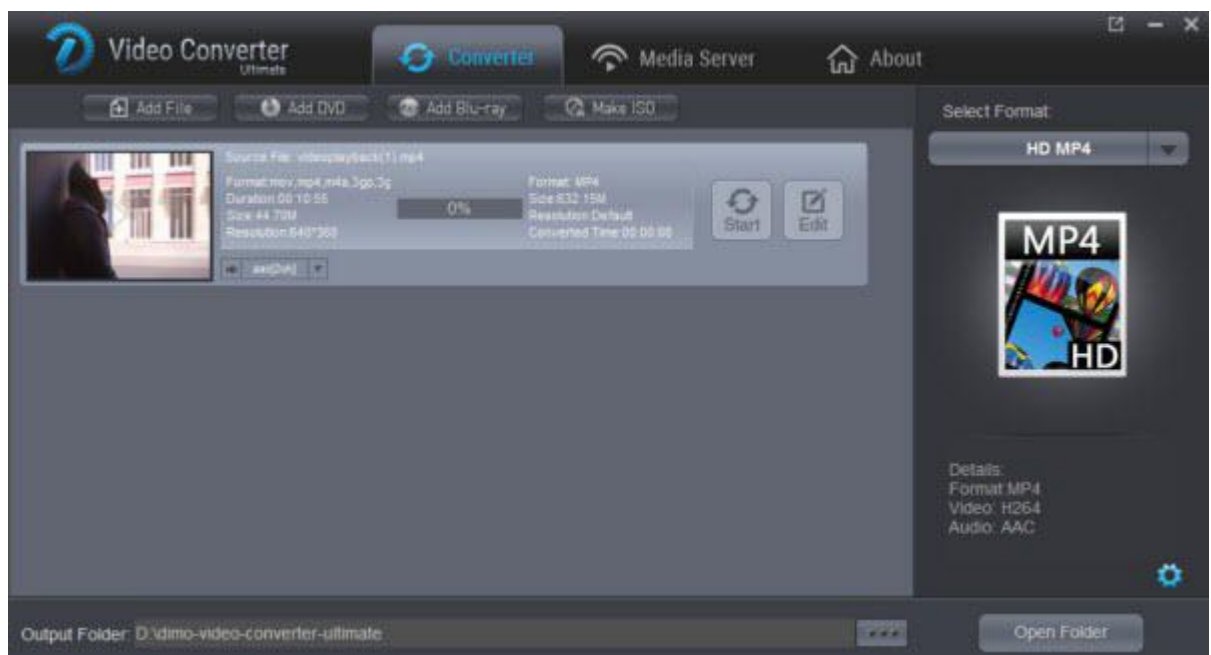 Video Converter
Ultimate
Converter
Media Server
About
Add File
Add DVD
Add Blu-ray
Make ISO
Select Format:
HD MP4
Source File: videoplayback(1).mp4
Format:mov,mp4,m4a,3gp,3g
Duration:00:10:55
Size:44.70M
Resolution:640*360
0%
Format: MP4
Size:632.15M
Resolution:Default
Converted Time:00:00:00
Start
Edit
MP4
HD
Details:
Format:MP4
Video: H264
Audio: AAC
Output Folder: D:\dimo-video-converter-ultimate
Open Folder